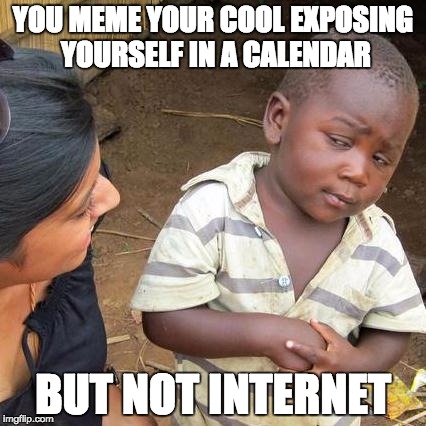 YOU MEME YOUR COOL EXPOSING
YOURSELF IN A CALENDAR
BUT NOT INTERNET
imgflip.com